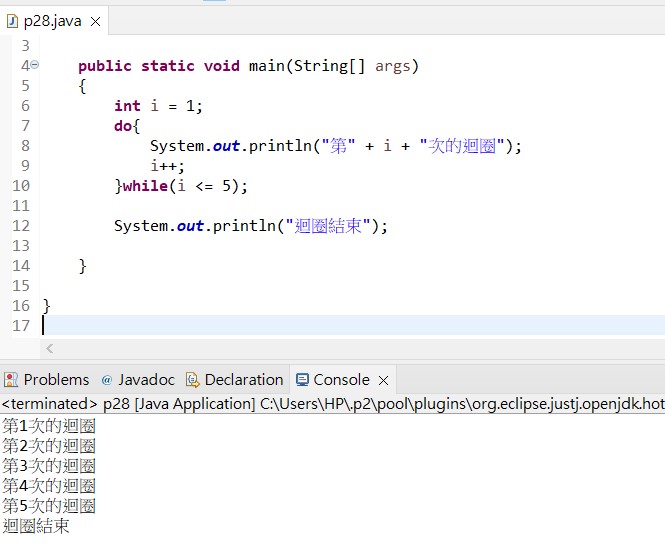 p28.java
3
4 public static void main(String[] args)
5 {
6 int i = 1;
7 do{
8 System.out.println("第" + i + "次的迴圈");
9 i++;
10 }while(i <= 5);
11
12 System.out.println("迴圈結束");
13
14 }
15
16 }
17
Problems Javadoc Declaration Console
<terminated> p28 [Java Application] C:\Users\HP\.p2\pool\plugins\org.eclipse.justj.openjdk.hot
第1次的迴圈
第2次的迴圈
第3次的迴圈
第4次的迴圈
第5次的迴圈
迴圈結束